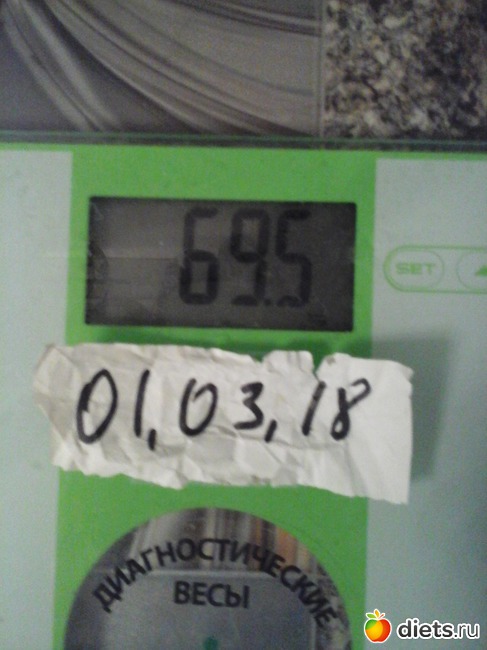 69.5
SET
01,03,18
ДИАГНОСТИЧЕСКИЕ
ВЕСЫ
diets.ru